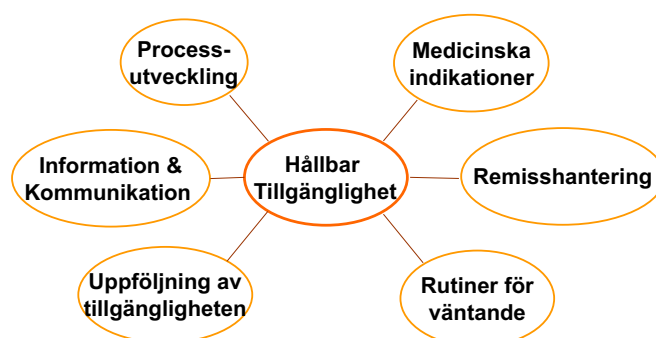 Process-
utveckling
Medicinska
indikationer
Information &
Kommunikation
Hållbar
Tillgänglighet
Remisshantering
Uppföljning av
tillgängligheten
Rutiner för
väntande